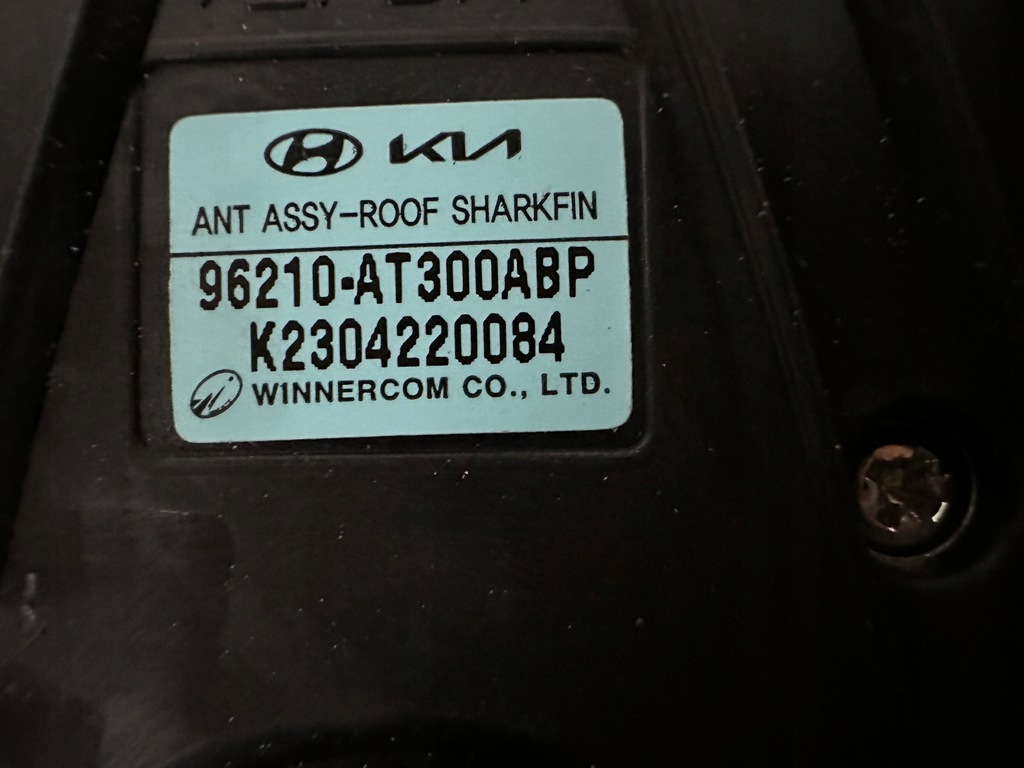 KIA
ANT ASSY-ROOF SHARKFIN
96210-AT300ABP
K2304220084
WINNERCOM CO., LTD.